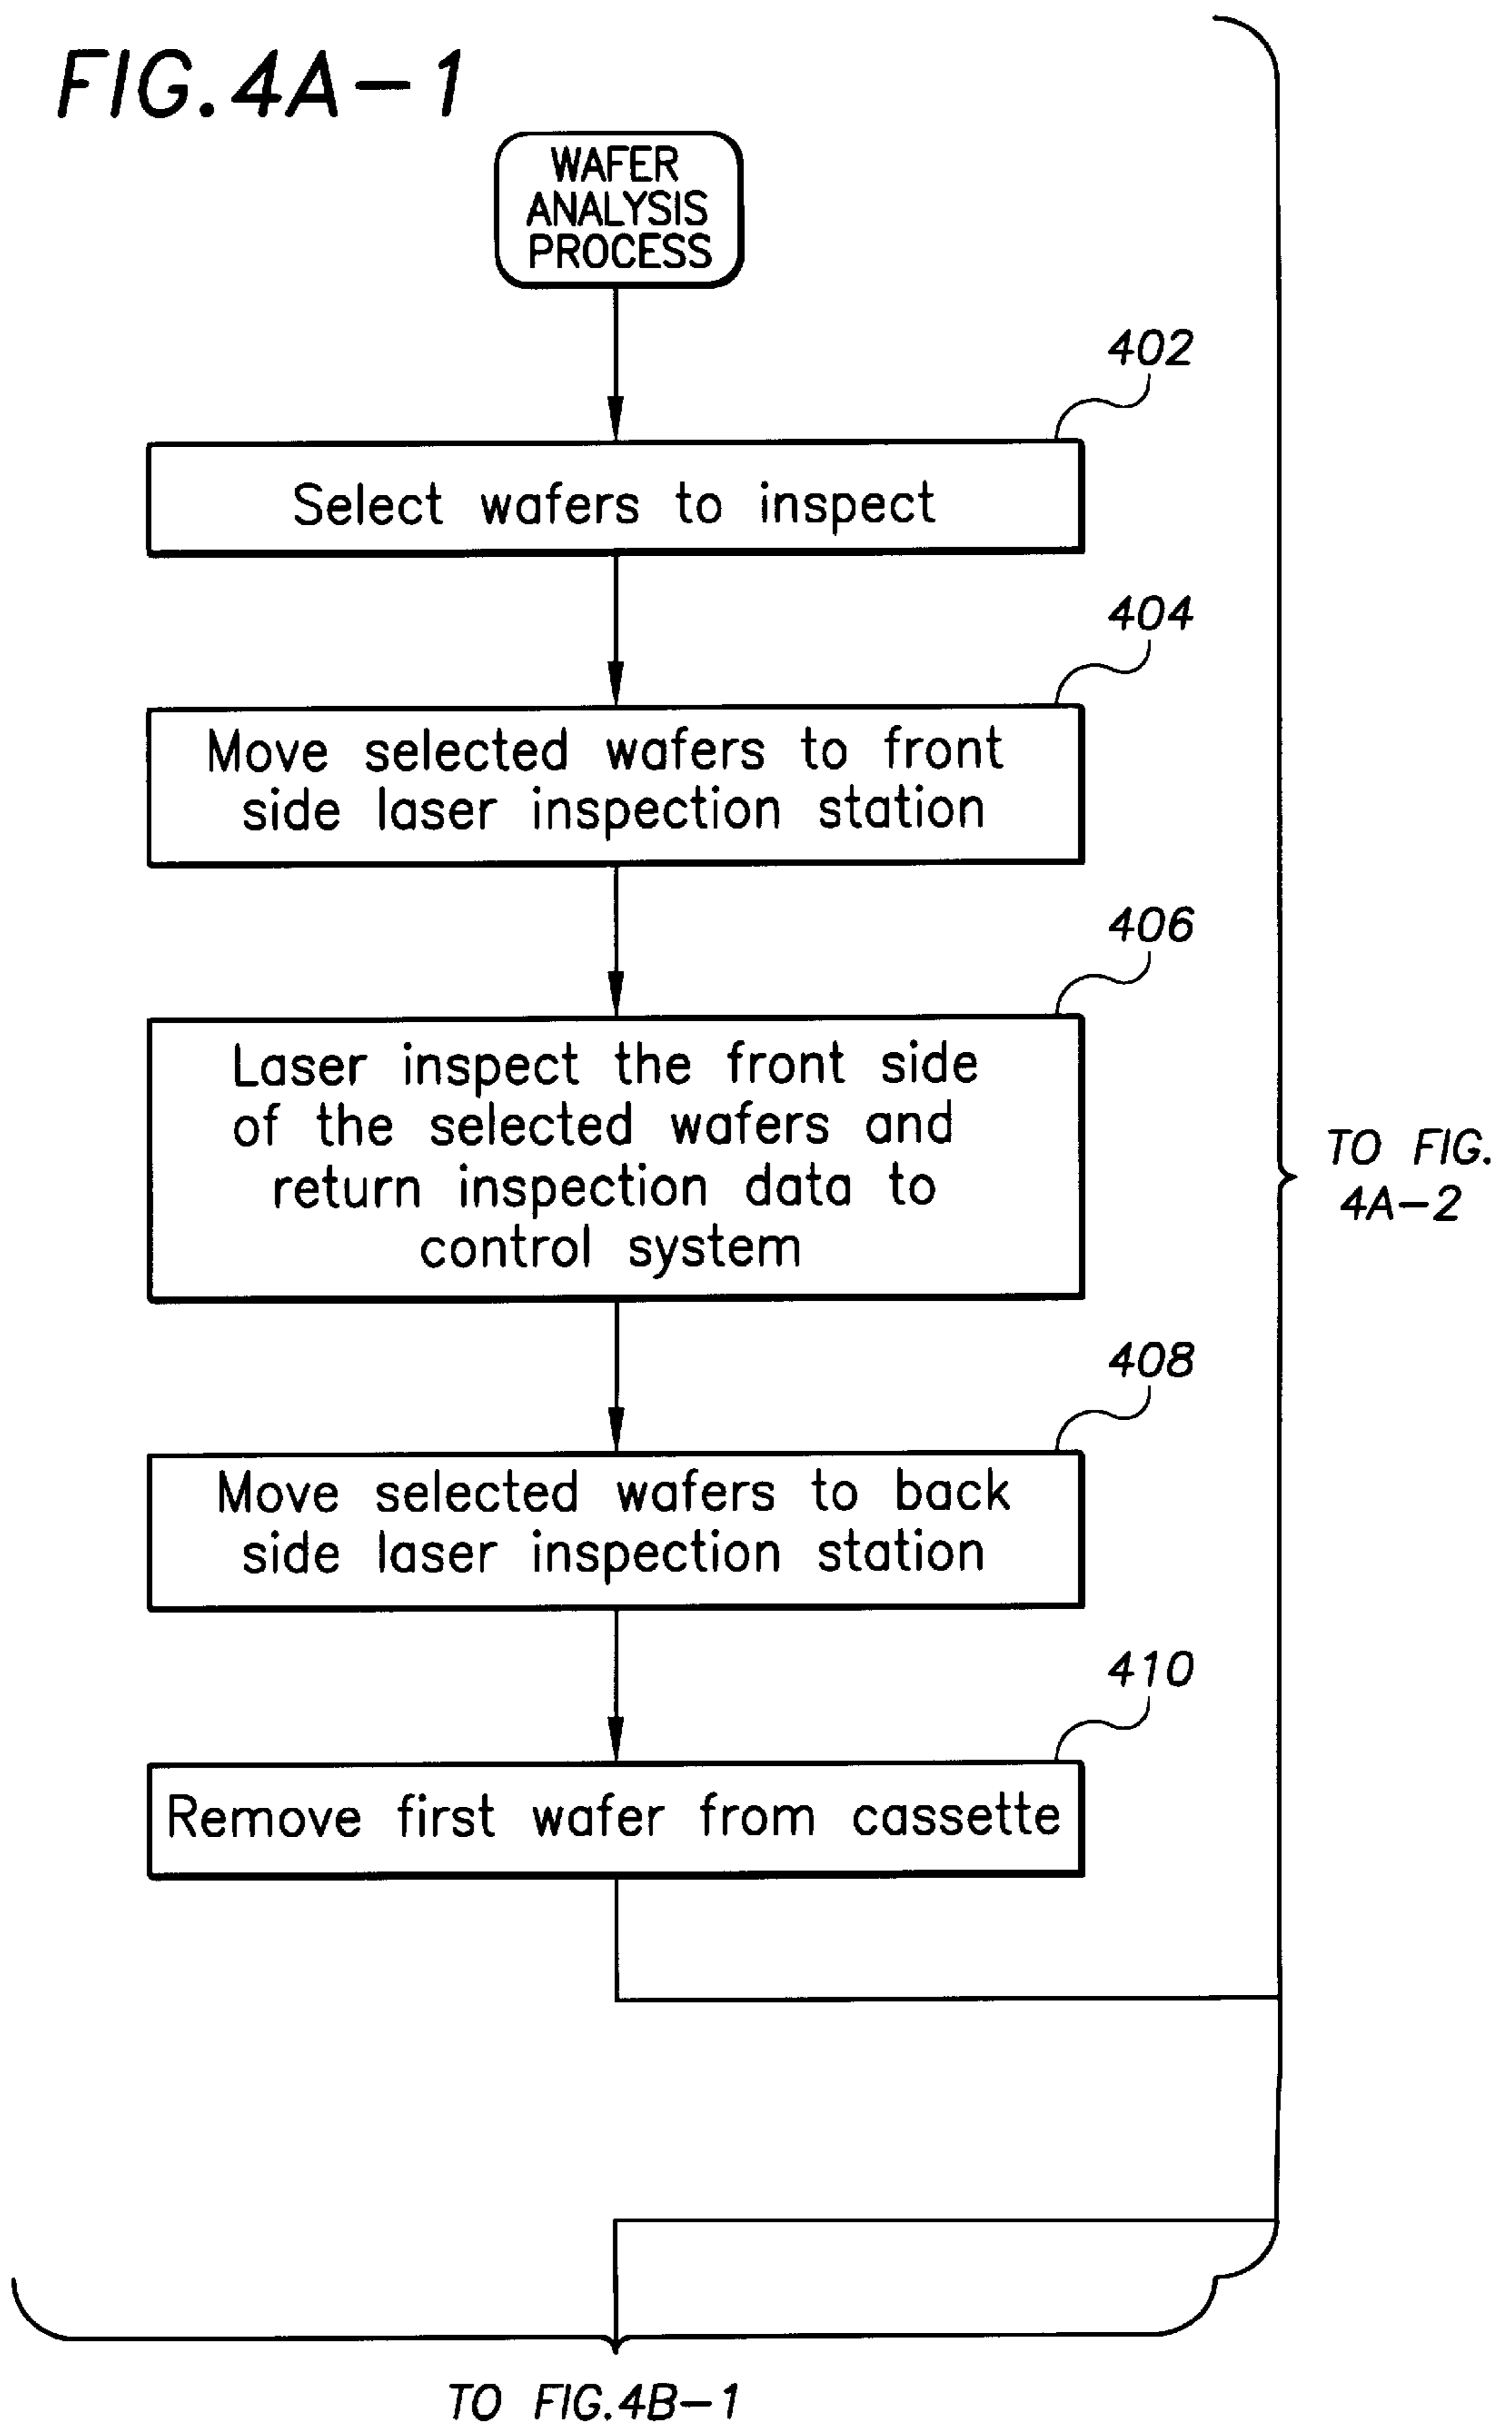 FIG.4A-1
WAFER
ANALYSIS
PROCESS
402
Select wafers to inspect
404
Move selected wafers to front
side laser inspection station
406
Laser inspect the front side
of the selected wafers and
return inspection data to
control system
TO FIG.
4A-2
408
Move selected wafers to back
side laser inspection station
410
Remove first wafer from cassette
TO FIG.4B-1